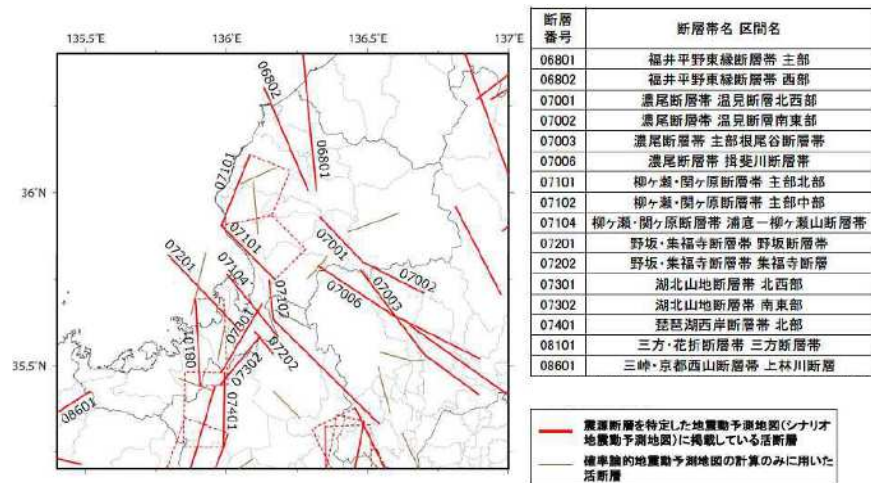 135.5°E
136°E
136.5°E
137°E
36°N
35.5°N
06802
06801
07101
07101
07001
07002
07201
07104
07003
07006
07102
07301
07202
08101
07302
07401
08601
断層番号 断層帯名 区間名
06801 福井平野東縁断層帯 主部
06802 福井平野東縁断層帯 西部
07001 濃尾断層帯 温見断層北西部
07002 濃尾断層帯 温見断層南東部
07003 濃尾断層帯 主部根尾谷断層帯
07006 濃尾断層帯 揖斐川断層帯
07101 柳ヶ瀬・関ヶ原断層帯 主部北部
07102 柳ヶ瀬・関ヶ原断層帯 主部中部
07104 柳ヶ瀬・関ヶ原断層帯 浦底－柳ヶ瀬山断層帯
07201 野坂・集福寺断層帯 野坂断層帯
07202 野坂・集福寺断層帯 集福寺断層
07301 湖北山地断層帯 北西部
07302 湖北山地断層帯 南東部
07401 琵琶湖西岸断層帯 北部
08101 三方・花折断層帯 三方断層帯
08601 三峠・京都西山断層帯 上林川断層
震源断層を特定した地震動予測地図(シナリオ
地震動予測地図)に掲載している活断層
確率論的地震動予測地図の計算のみに用いた
活断層